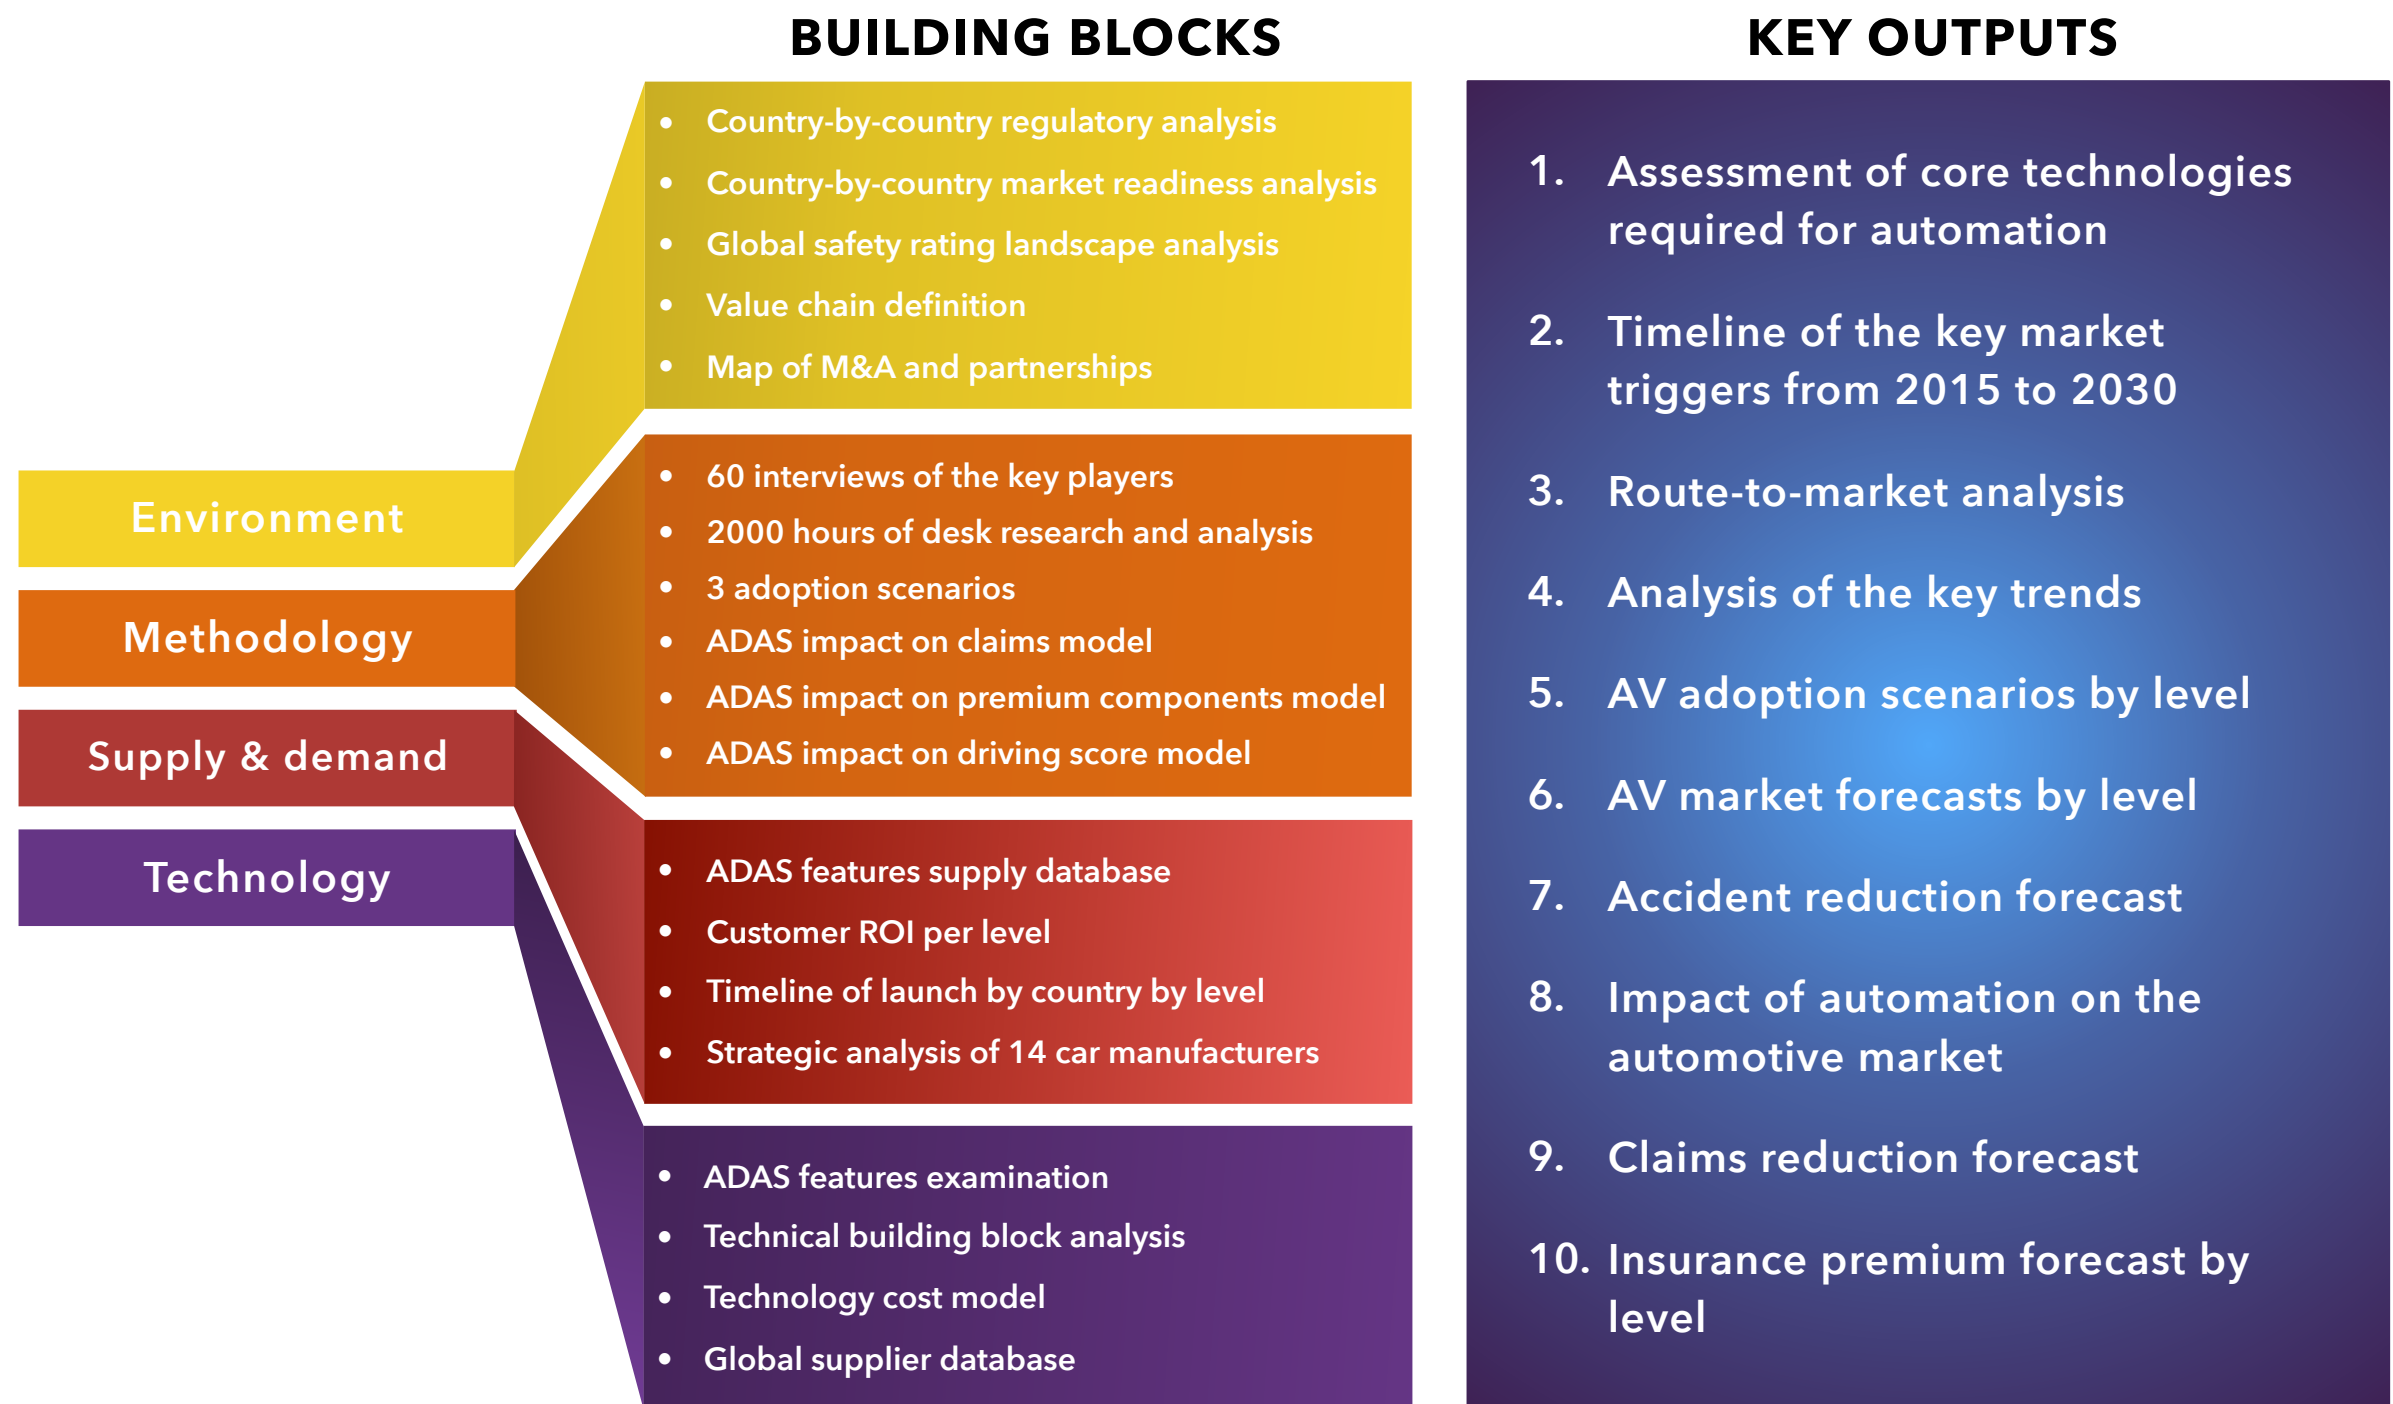 BUILDING BLOCKS
• Country-by-country regulatory analysis
• Country-by-country market readiness analysis
• Global safety rating landscape analysis
• Value chain definition
• Map of M&A and partnerships
Environment
Methodology
Supply & demand
Technology
• 60 interviews of the key players
• 2000 hours of desk research and analysis
• 3 adoption scenarios
• ADAS impact on claims model
• ADAS impact on premium components model
• ADAS impact on driving score model
• ADAS features supply database
• Customer ROI per level
• Timeline of launch by country by level
• Strategic analysis of 14 car manufacturers
• ADAS features examination
• Technical building block analysis
• Technology cost model
• Global supplier database
KEY OUTPUTS
1. Assessment of core technologies
required for automation
2. Timeline of the key market
triggers from 2015 to 2030
3. Route-to-market analysis
4. Analysis of the key trends
5. AV adoption scenarios by level
6. AV market forecasts by level
7. Accident reduction forecast
8. Impact of automation on the
automotive market
9. Claims reduction forecast
10. Insurance premium forecast by
level